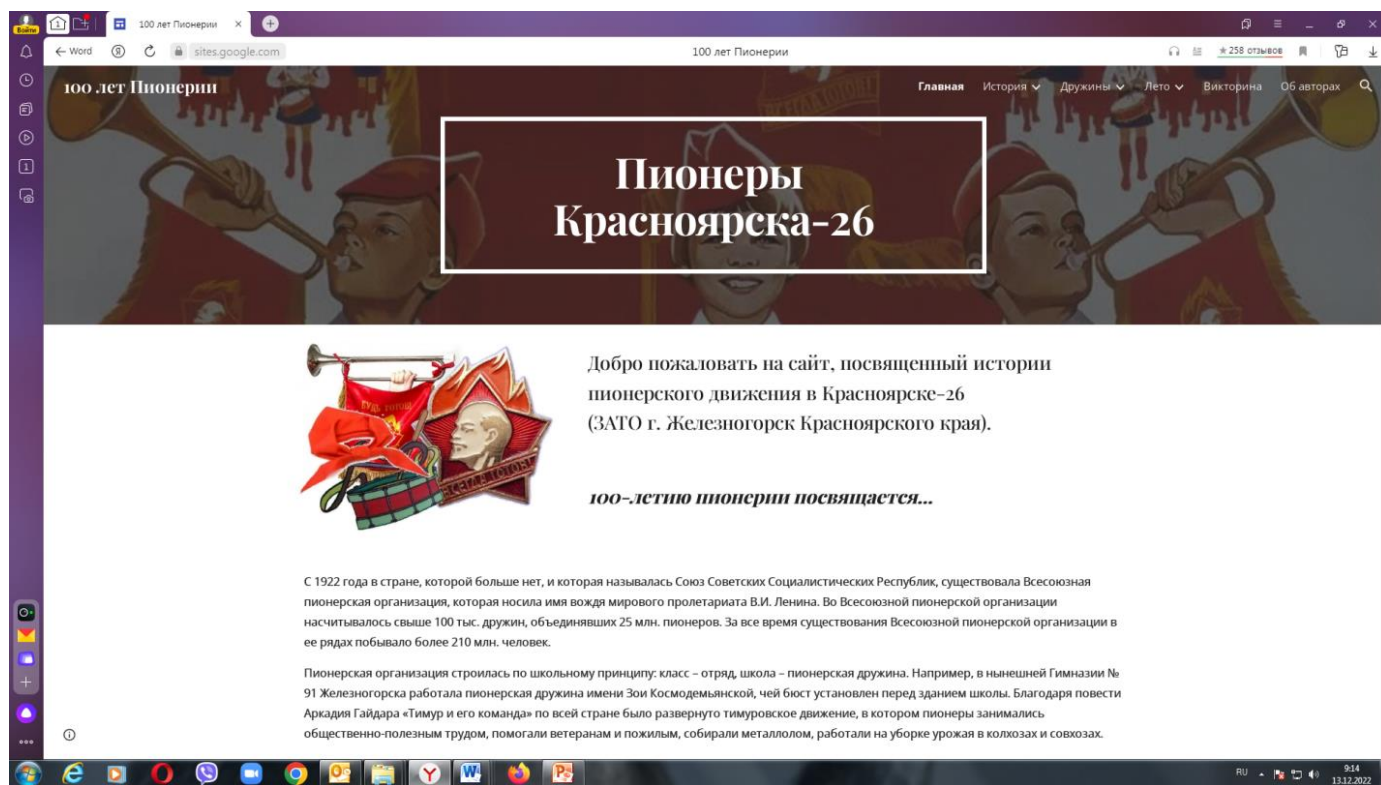 Войти
100 лет Пионерии
← Word
sites.google.com
100 лет Пионерии
★ 258 отзывов
100 лет Пионерии
Главная История Дружины Лето Викторина Об авторах
ВСЕГДА ГОТОВ!
Пионеры
Красноярска-26
БУДЬ ГОТОВ!
ВСЕГДА ГОТОВ!
Добро пожаловать на сайт, посвященный истории
пионерского движения в Красноярске-26
(ЗАТО г. Железногорск Красноярского края).
100-летию пионерии посвящается...
С 1922 года в стране, которой больше нет, и которая называлась Союз Советских Социалистических Республик, существовала Всесоюзная
пионерская организация, которая носила имя вождя мирового пролетариата В.И. Ленина. Во Всесоюзной пионерской организации
насчитывалось свыше 100 тыс. дружин, объединявших 25 млн. пионеров. За все время существования Всесоюзной пионерской организации в
ее рядах побывало более 210 млн. человек.
Пионерская организация строилась по школьному принципу: класс – отряд, школа – пионерская дружина. Например, в нынешней Гимназии №
91 Железногорска работала пионерская дружина имени Зои Космодемьянской, чей бюст установлен перед зданием школы. Благодаря повести
Аркадия Гайдара «Тимур и его команда» по всей стране было развернуто тимуровское движение, в котором пионеры занимались
общественно-полезным трудом, помогали ветеранам и пожилым, собирали металлолом, работали на уборке урожая в колхозах и совхозах.
RU
9:14
13.12.2022